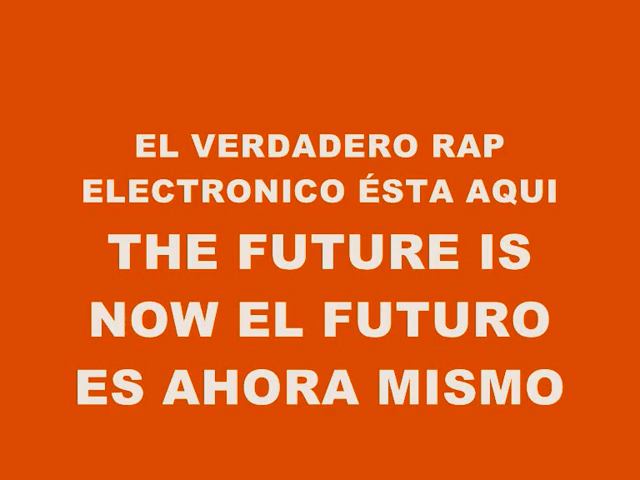 EL VERDADERO RAP
ELECTRONICO ÉSTA AQUI
THE FUTURE IS
NOW EL FUTURO
ES AHORA MISMO